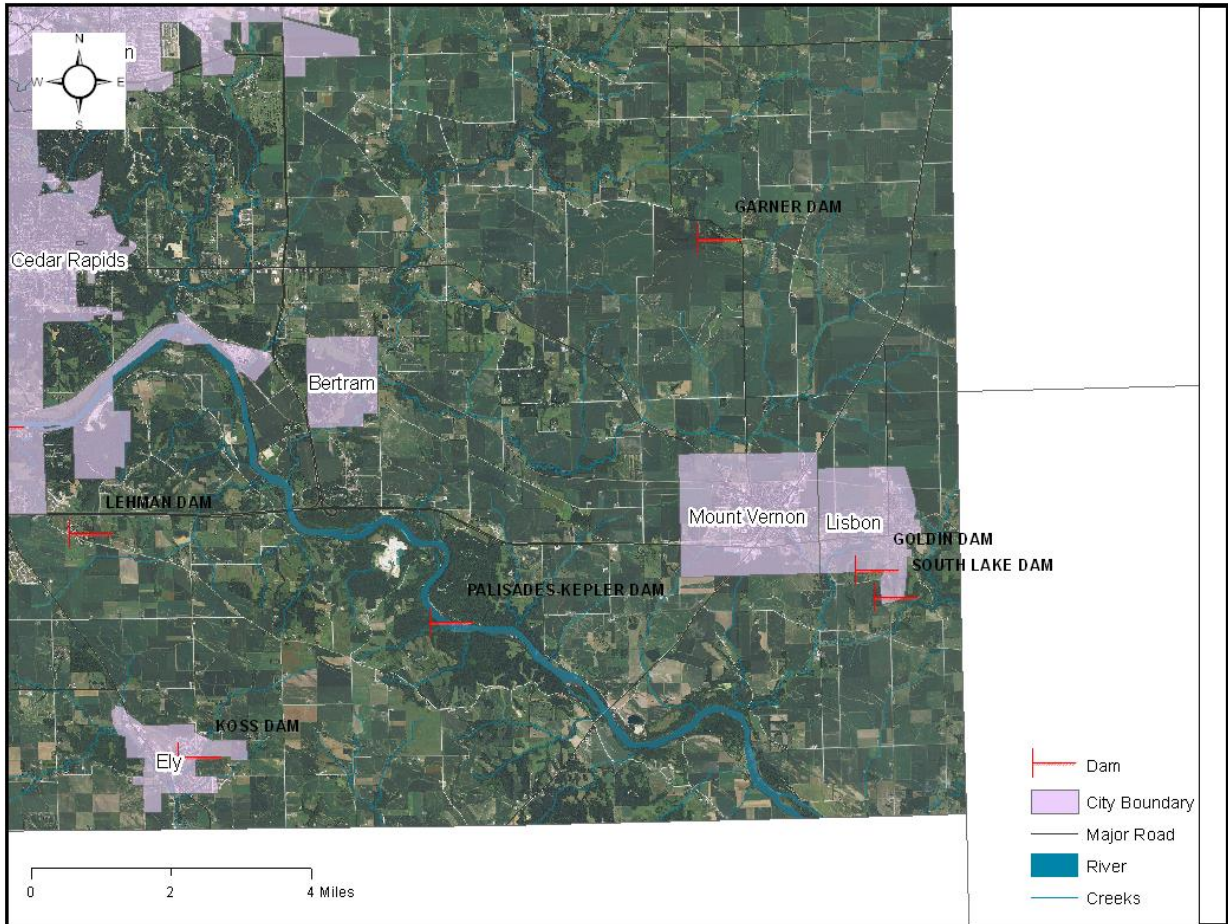 N
n
W
E
S
GARNER DAM
Cedar Rapids
Bertram
LEHMAN DAM
Mount Vernon
Lisbon
GOLDIN DAM
SOUTH LAKE DAM
PALISADES-KEPLER DAM
KOSS DAM
Ely
Dam
City Boundary
Major Road
River
Creeks
0 2 4 Miles